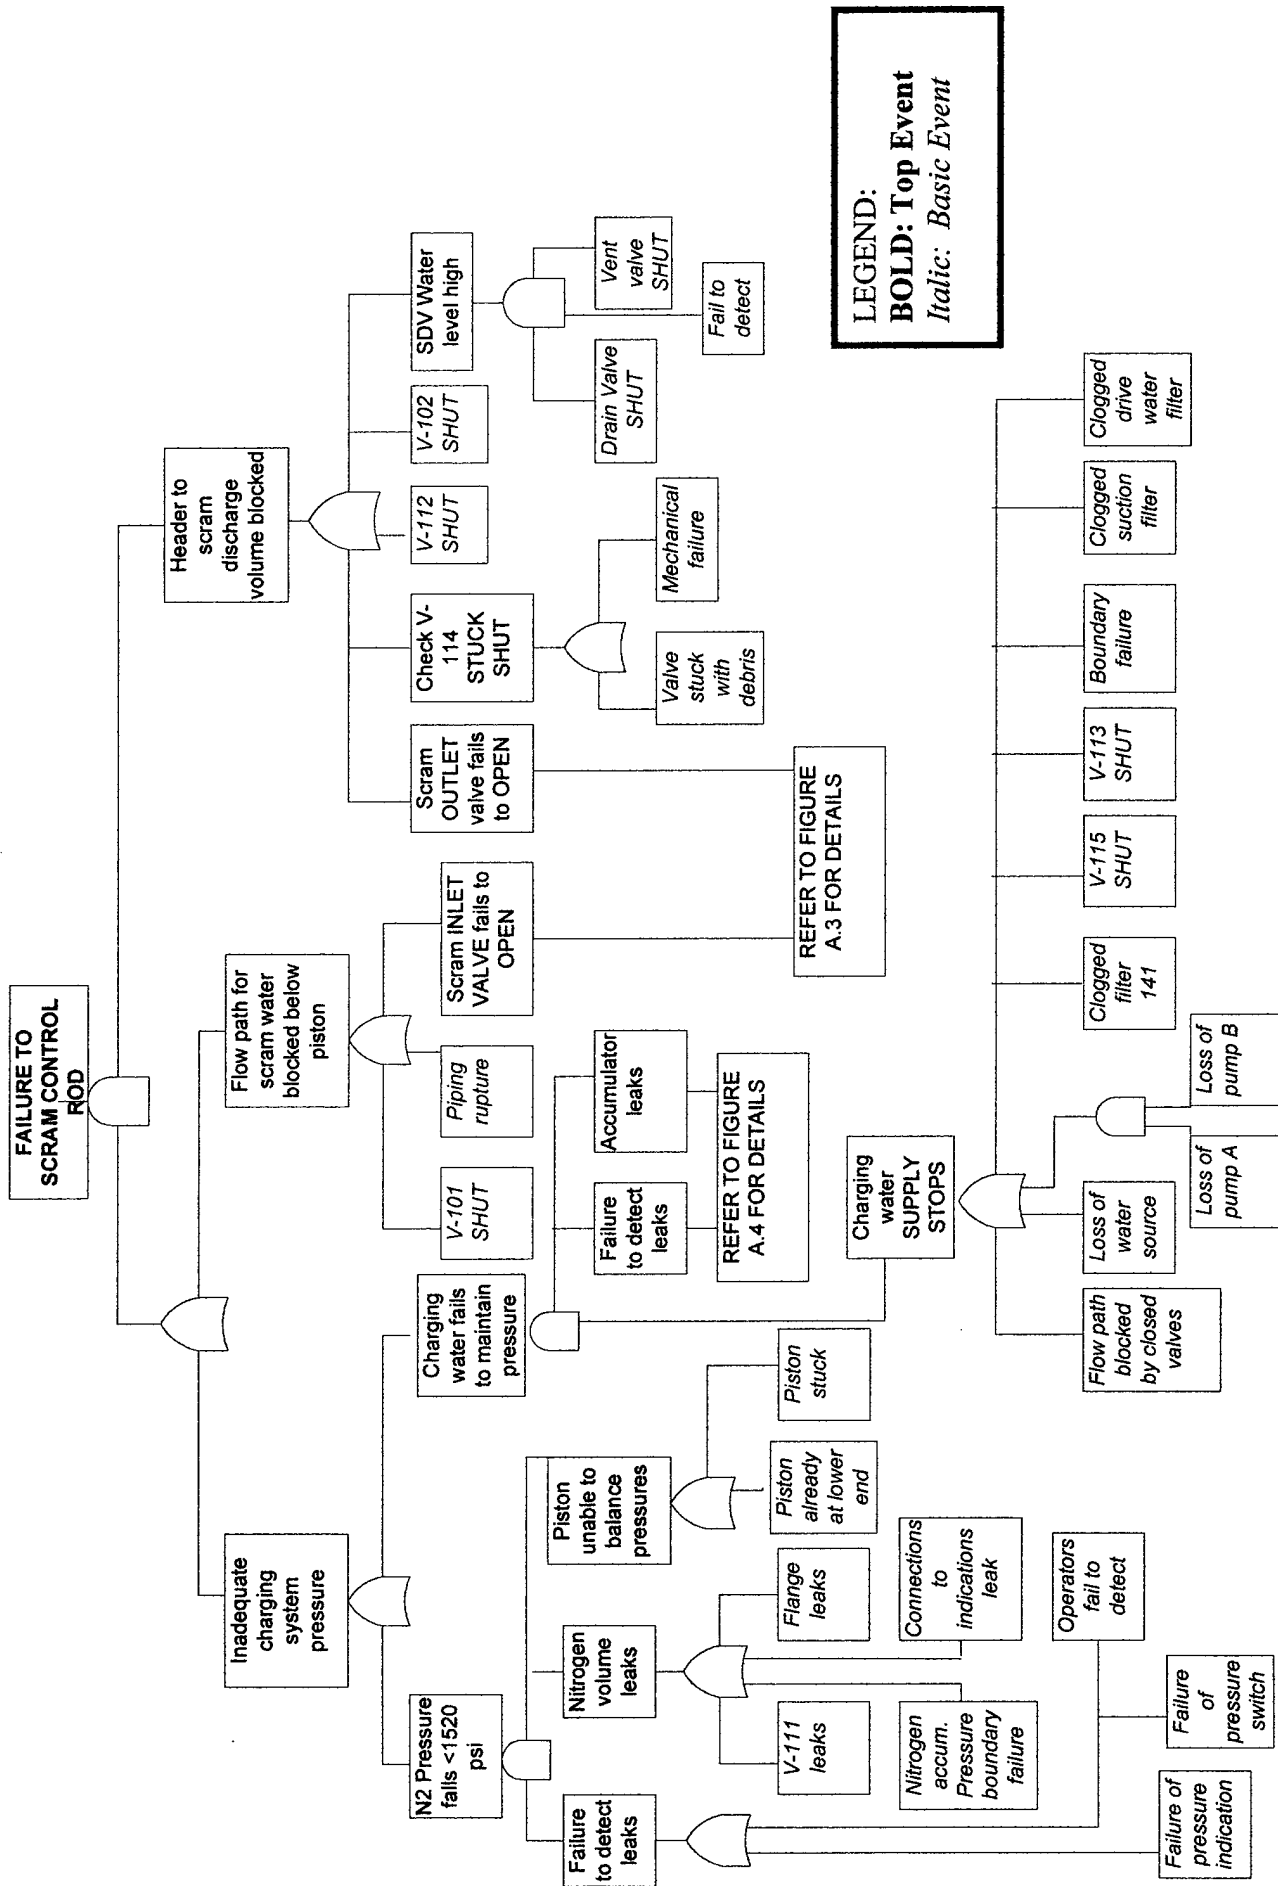 FAILURE TO
SCRAM CONTROL
ROD
Inadequate
charging
system
pressure
Flow path for
scram water
blocked below
piston
Header to
scram
discharge
volume blocked
N2 Pressure
falls <1520
psi
Charging
water fails
to maintain
pressure
V-101
SHUT
Piping
rupture
Scram INLET
VALVE fails to
OPEN
Scram
OUTLET
valve fails
to OPEN
Check V-
114
STUCK
SHUT
V-112
SHUT
V-102
SHUT
SDV Water
level high
Failure
to detect
leaks
Nitrogen
volume
leaks
Piston
unable to
balance
pressures
Failure
to detect
leaks
Accumulator
leaks
Valve
stuck
with
debris
Mechanical
failure
Drain Valve
SHUT
Vent
valve
SHUT
Fail to
detect
REFER TO FIGURE
A.4 FOR DETAILS
REFER TO FIGURE
A.3 FOR DETAILS
V-111
leaks
Flange
leaks
Piston
already
at lower
end
Piston
stuck
Charging
water
SUPPLY
STOPS
Nitrogen
accum.
Pressure
boundary
failure
Connections
to
indications
leak
Operators
fail to
detect
Failure of
pressure
indication
Failure
of
pressure
switch
Flow path
blocked
by closed
valves
Loss of
water
source
Loss of
pump A
Loss of
pump B
Clogged
filter
141
V-115
SHUT
V-113
SHUT
Boundary
failure
Clogged
suction
filter
Clogged
drive
water
filter
LEGEND:
BOLD: Top Event
Italic: Basic Event